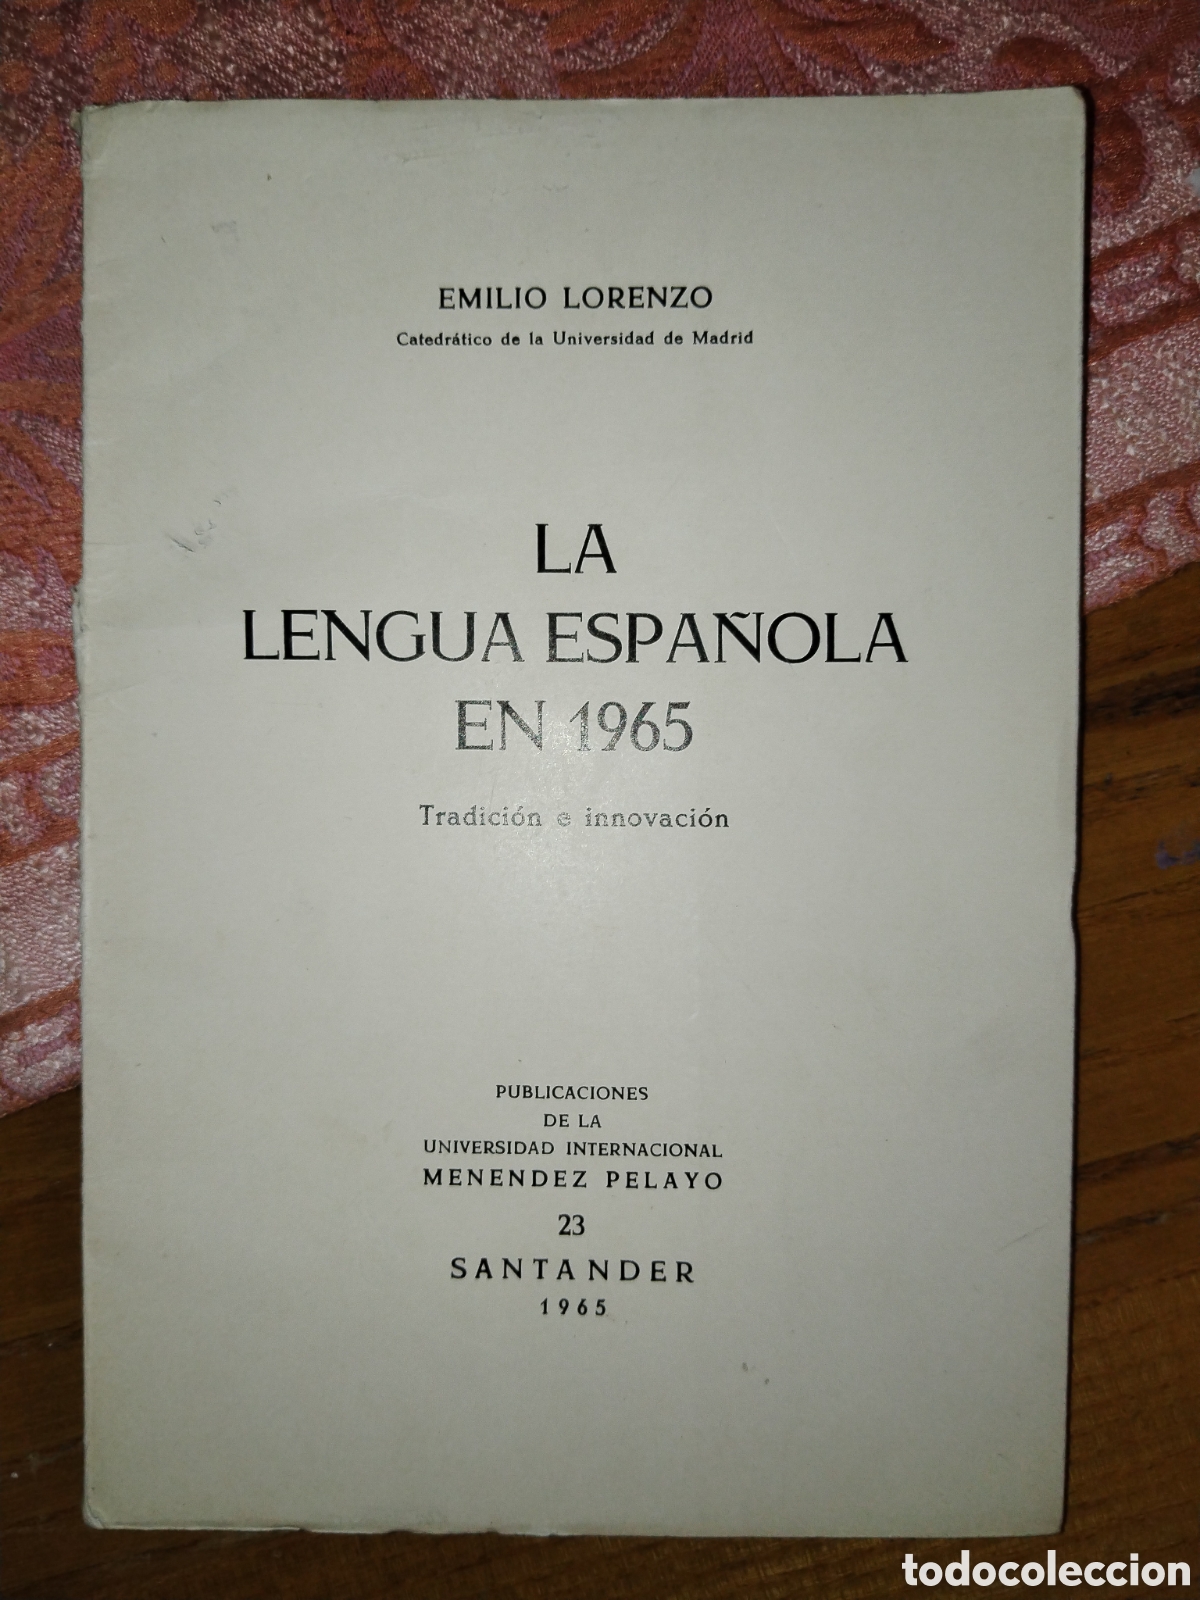 EMILIO LORENZO
Catedrático de la Universidad de Madrid
LA
LENGUA ESPAÑOLA
EN 1965
Tradición e innovación
PUBLICACIONES
DE LA
UNIVERSIDAD INTERNACIONAL
MENENDEZ PELAYO
23
SANTANDER
1965
todocoleccion